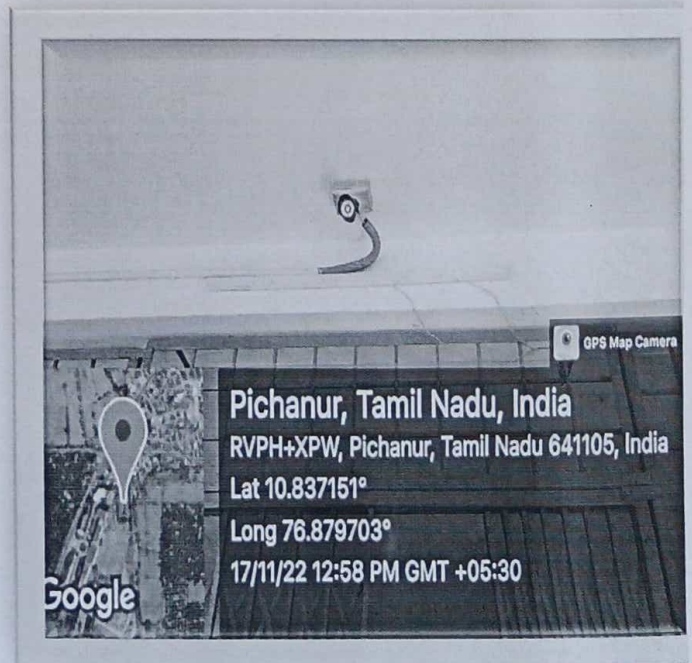 GPS Map Camera
Pichanur, Tamil Nadu, India
RVPH+XPW, Pichanur, Tamil Nadu 641105, India
Lat 10.837151°
Long 76.879703°
17/11/22 12:58 PM GMT +05:30
Google